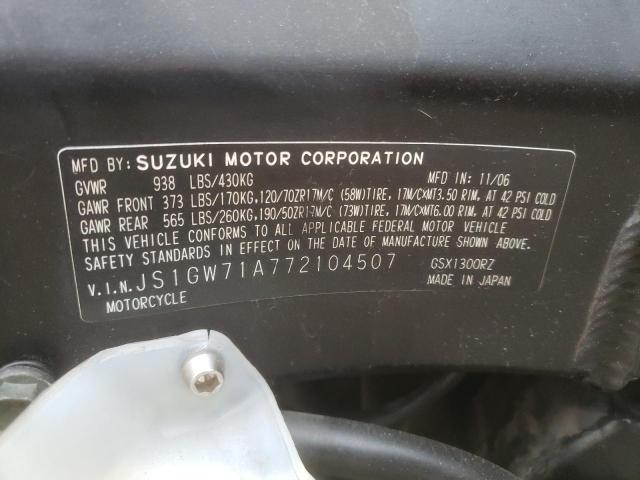 MFD BY: SUZUKI MOTOR CORPORATION
GVWR 938 LBS/430KG MFD IN: 11/06
GAWR FRONT 373 LBS/170KG,120/70ZR17M/C (58W)TIRE, 17M/CXMT3.50 RIM, AT 42 PSI COLD
GAWR REAR 565 LBS/260KG,190/50ZR17M/C (73W)TIRE, 17M/CXMT6.00 RIM, AT 42 PSI COLD
THIS VEHICLE CONFORMS TO ALL APPLICABLE FEDERAL MOTOR VEHICLE
SAFETY STANDARDS IN EFFECT ON THE DATE OF MANUFACTURE SHOWN ABOVE.
V.I.N. JS1GW71A772104507 GSX1300RZ
MOTORCYCLE MADE IN JAPAN